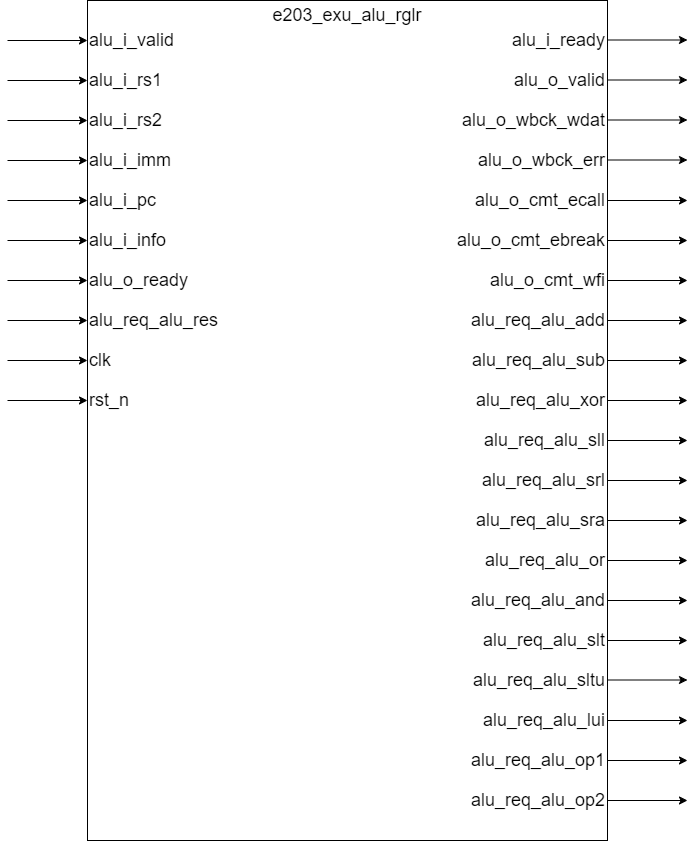 e203_exu_alu_rglr
alu_i_valid alu_i_ready
alu_i_rs1 alu_o_valid
alu_i_rs2 alu_o_wbck_wdat
alu_i_imm alu_o_wbck_err
alu_i_pc alu_o_cmt_ecall
alu_i_info alu_o_cmt_ebreak
alu_o_ready alu_o_cmt_wfi
alu_req_alu_res alu_req_alu_add
clk alu_req_alu_sub
rst_n alu_req_alu_xor
alu_req_alu_sll
alu_req_alu_srl
alu_req_alu_sra
alu_req_alu_or
alu_req_alu_and
alu_req_alu_slt
alu_req_alu_sltu
alu_req_alu_lui
alu_req_alu_op1
alu_req_alu_op2